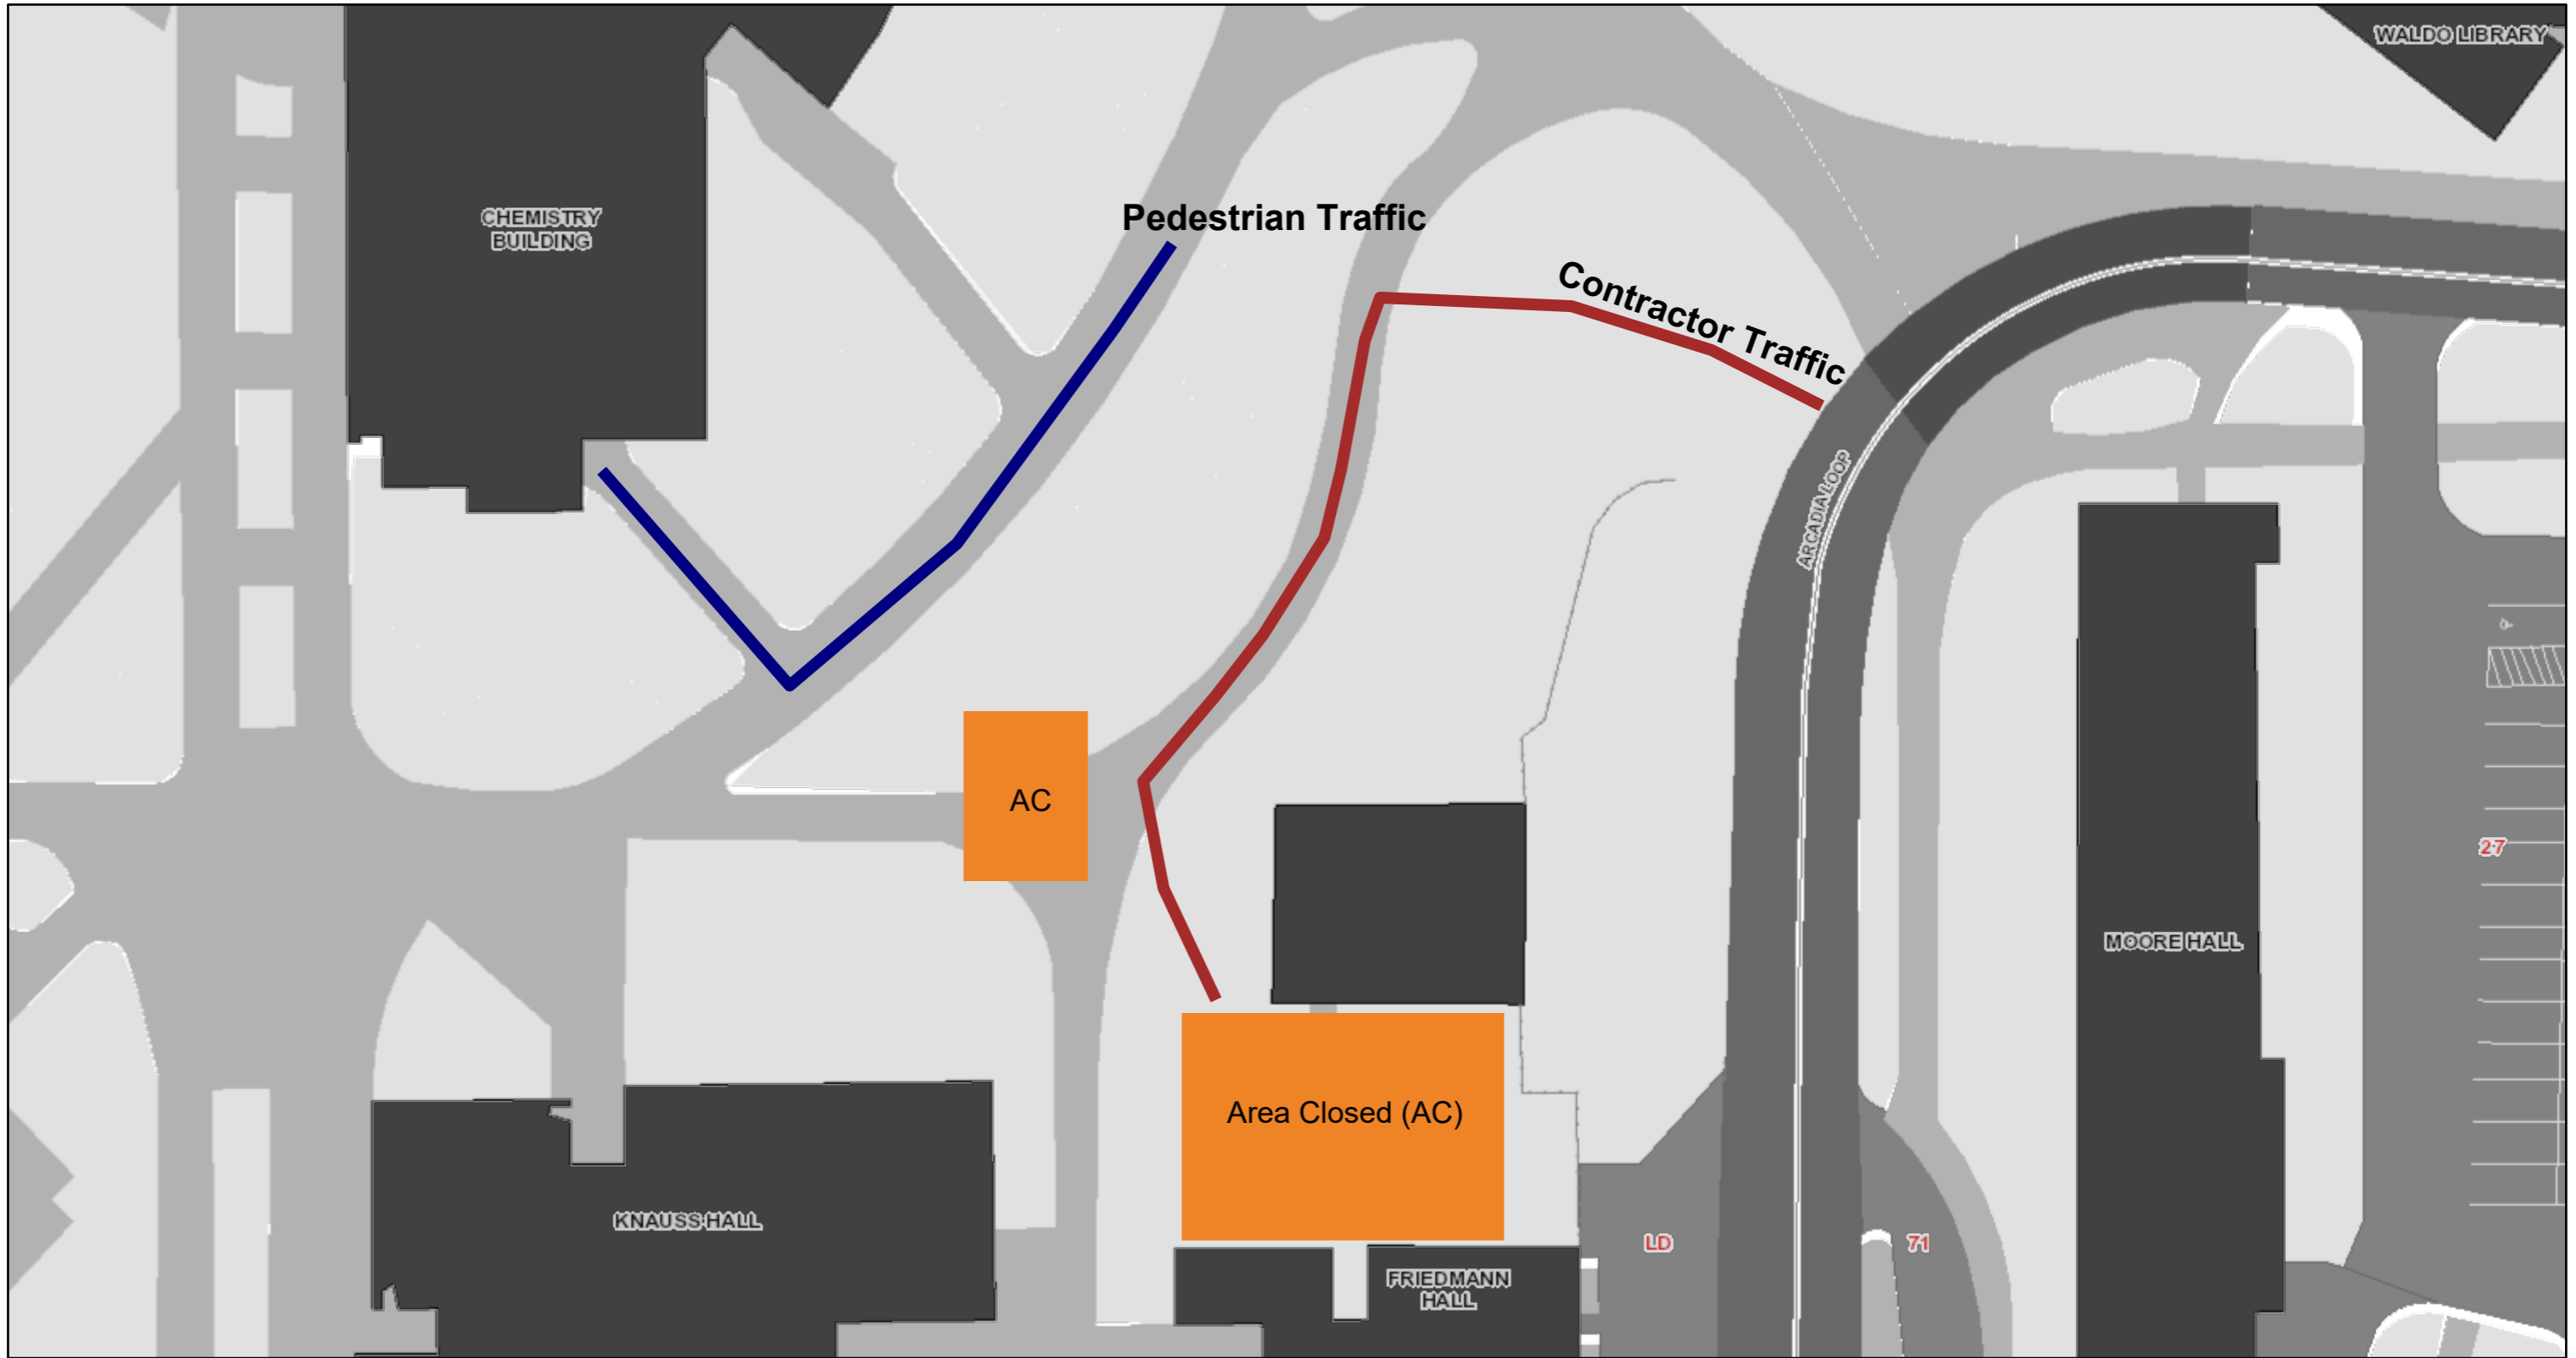 WALDO LIBRARY
CHEMISTRY
BUILDING
Pedestrian Traffic
Contractor Traffic
ARCADIA LOOP
AC
27
MOORE HALL
Area Closed (AC)
KNAUSS HALL
LD
71
FRIEDMANN
HALL